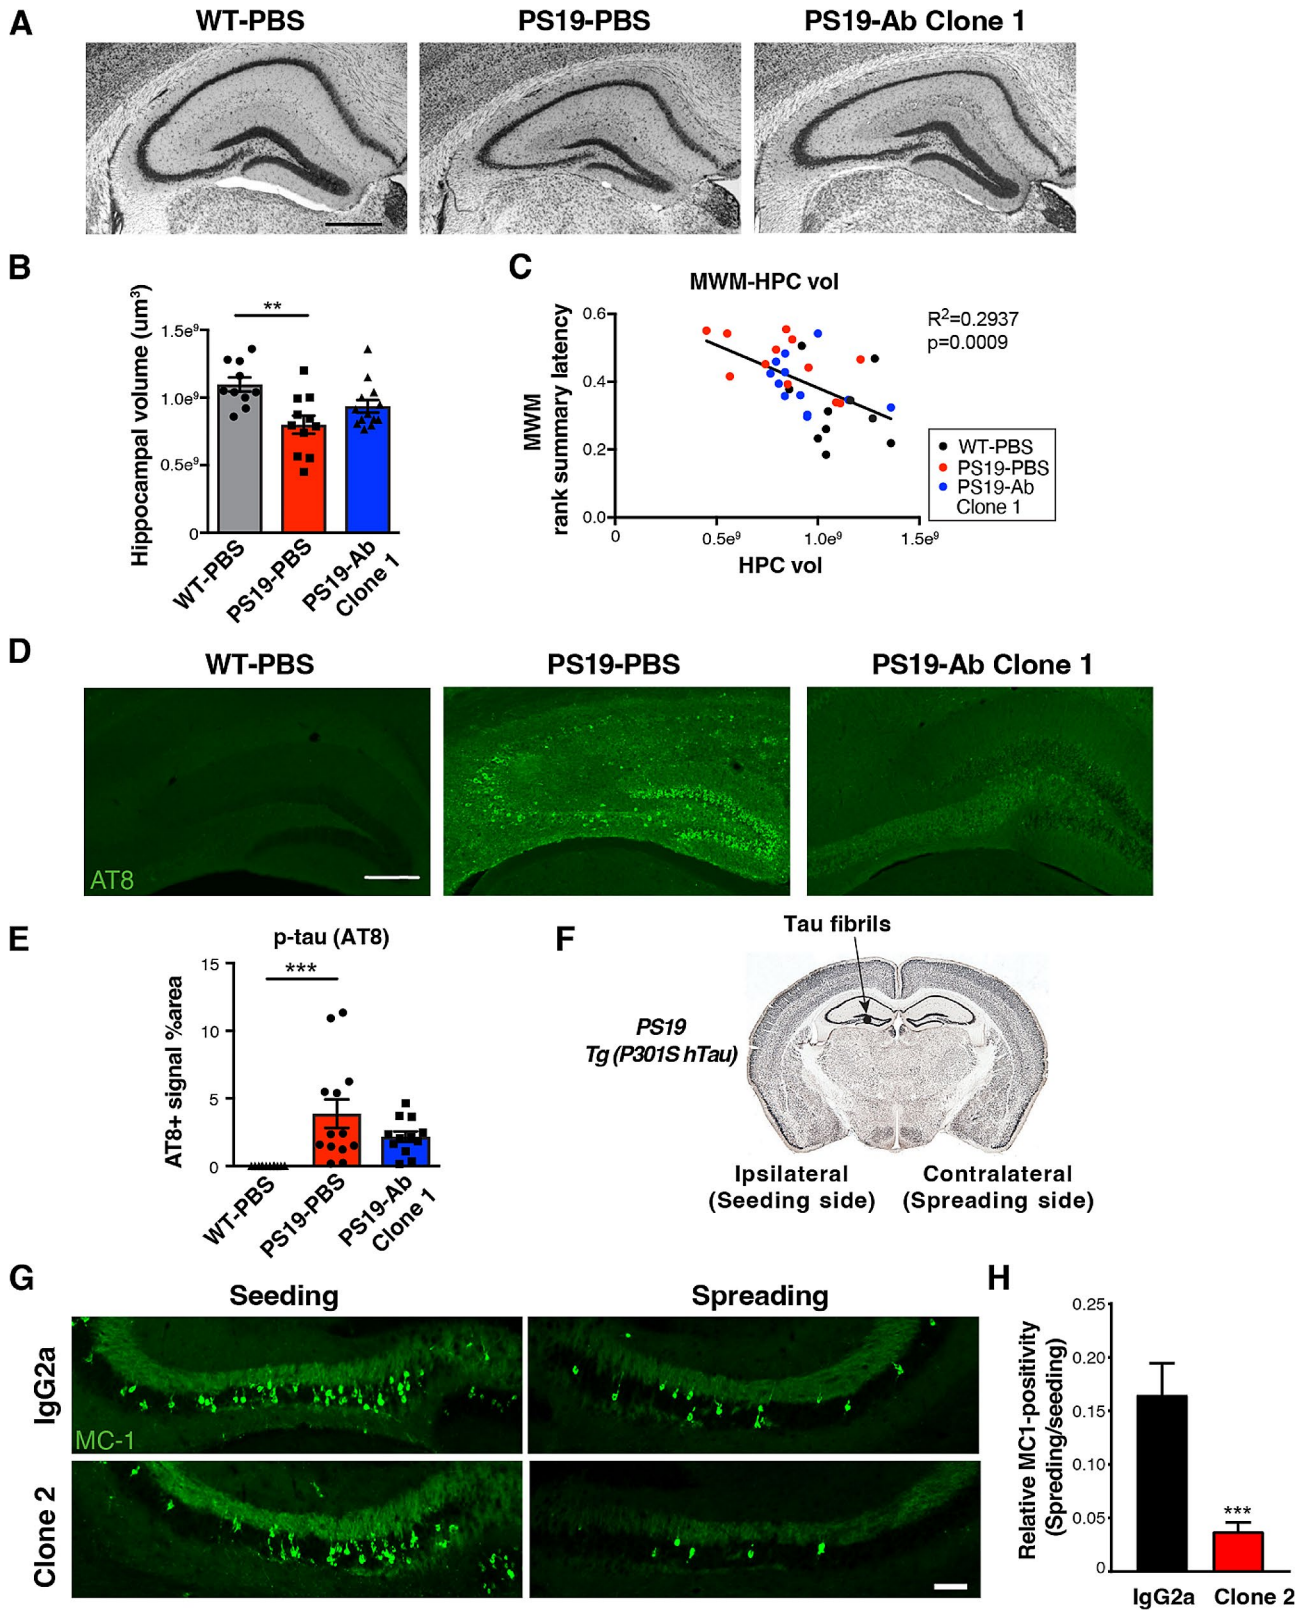 A
WT-PBS
PS19-PBS
PS19-Ab Clone 1
B
Hippocampal volume (um³)
1.5e⁹
1.0e⁹
0.5e⁹
0
**
WT-PBS
PS19-PBS
PS19-Ab
Clone 1
C
MWM-HPC vol
MWM
rank summary latency
0.6
0.4
0.2
0.0
0
0.5e⁹
1.0e⁹
1.5e⁹
HPC vol
R²=0.2937
p=0.0009
WT-PBS
PS19-PBS
PS19-Ab
Clone 1
D
WT-PBS
PS19-PBS
PS19-Ab Clone 1
AT8
E
p-tau (AT8)
AT8+ signal %area
15
10
5
0
***
WT-PBS
PS19-PBS
PS19-Ab
Clone 1
F
Tau fibrils
PS19
Tg (P301S hTau)
Ipsilateral
(Seeding side)
Contralateral
(Spreading side)
G
Seeding
Spreading
IgG2a
MC-1
Clone 2
H
Relative MC1-positivity
(Spreding/seeding)
0.25
0.20
0.15
0.10
0.05
0
***
IgG2a
Clone 2